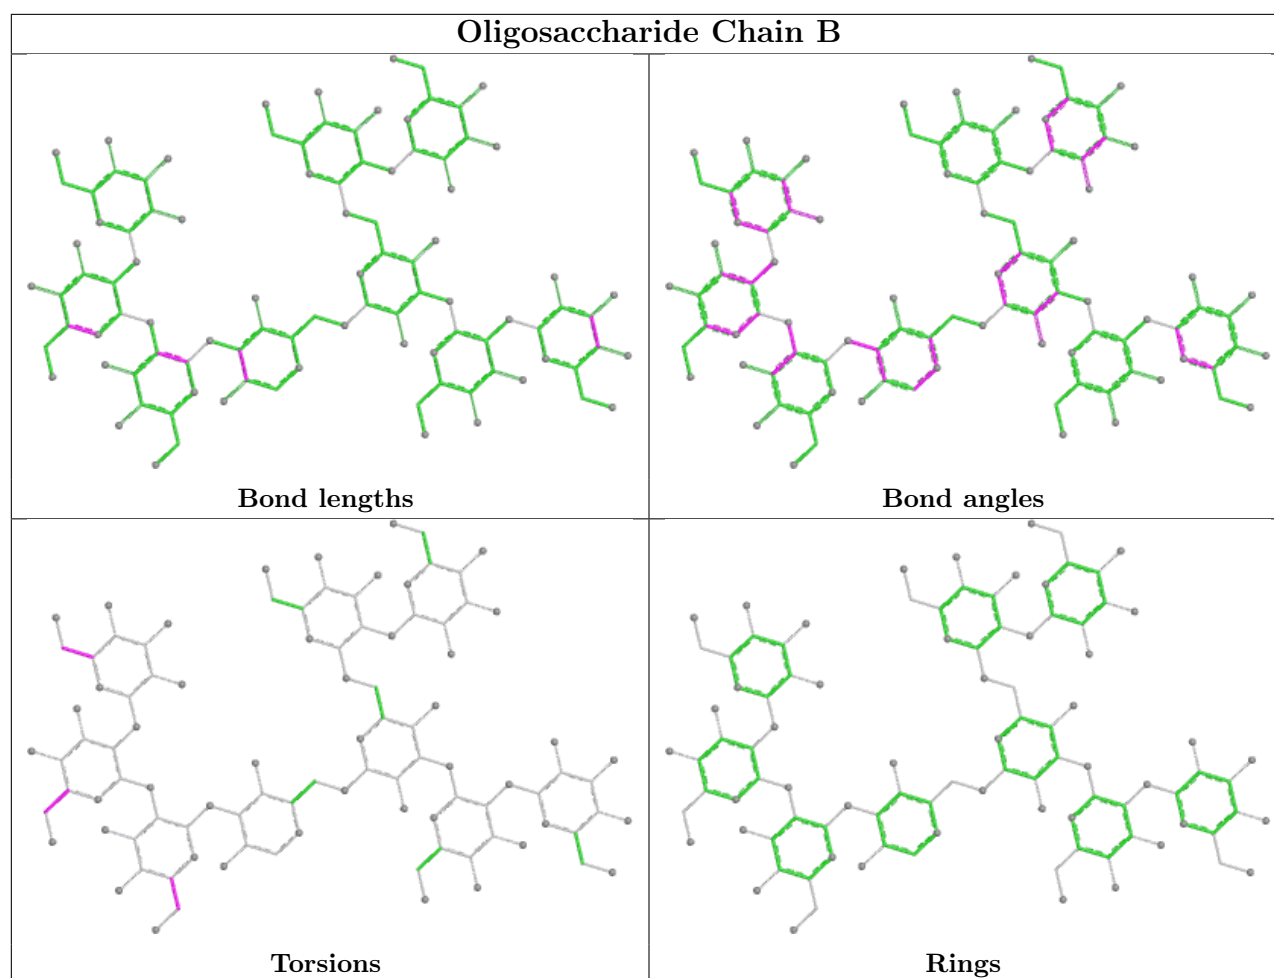 Oligosaccharide Chain B
Bond lengths
Bond angles
Torsions
Rings